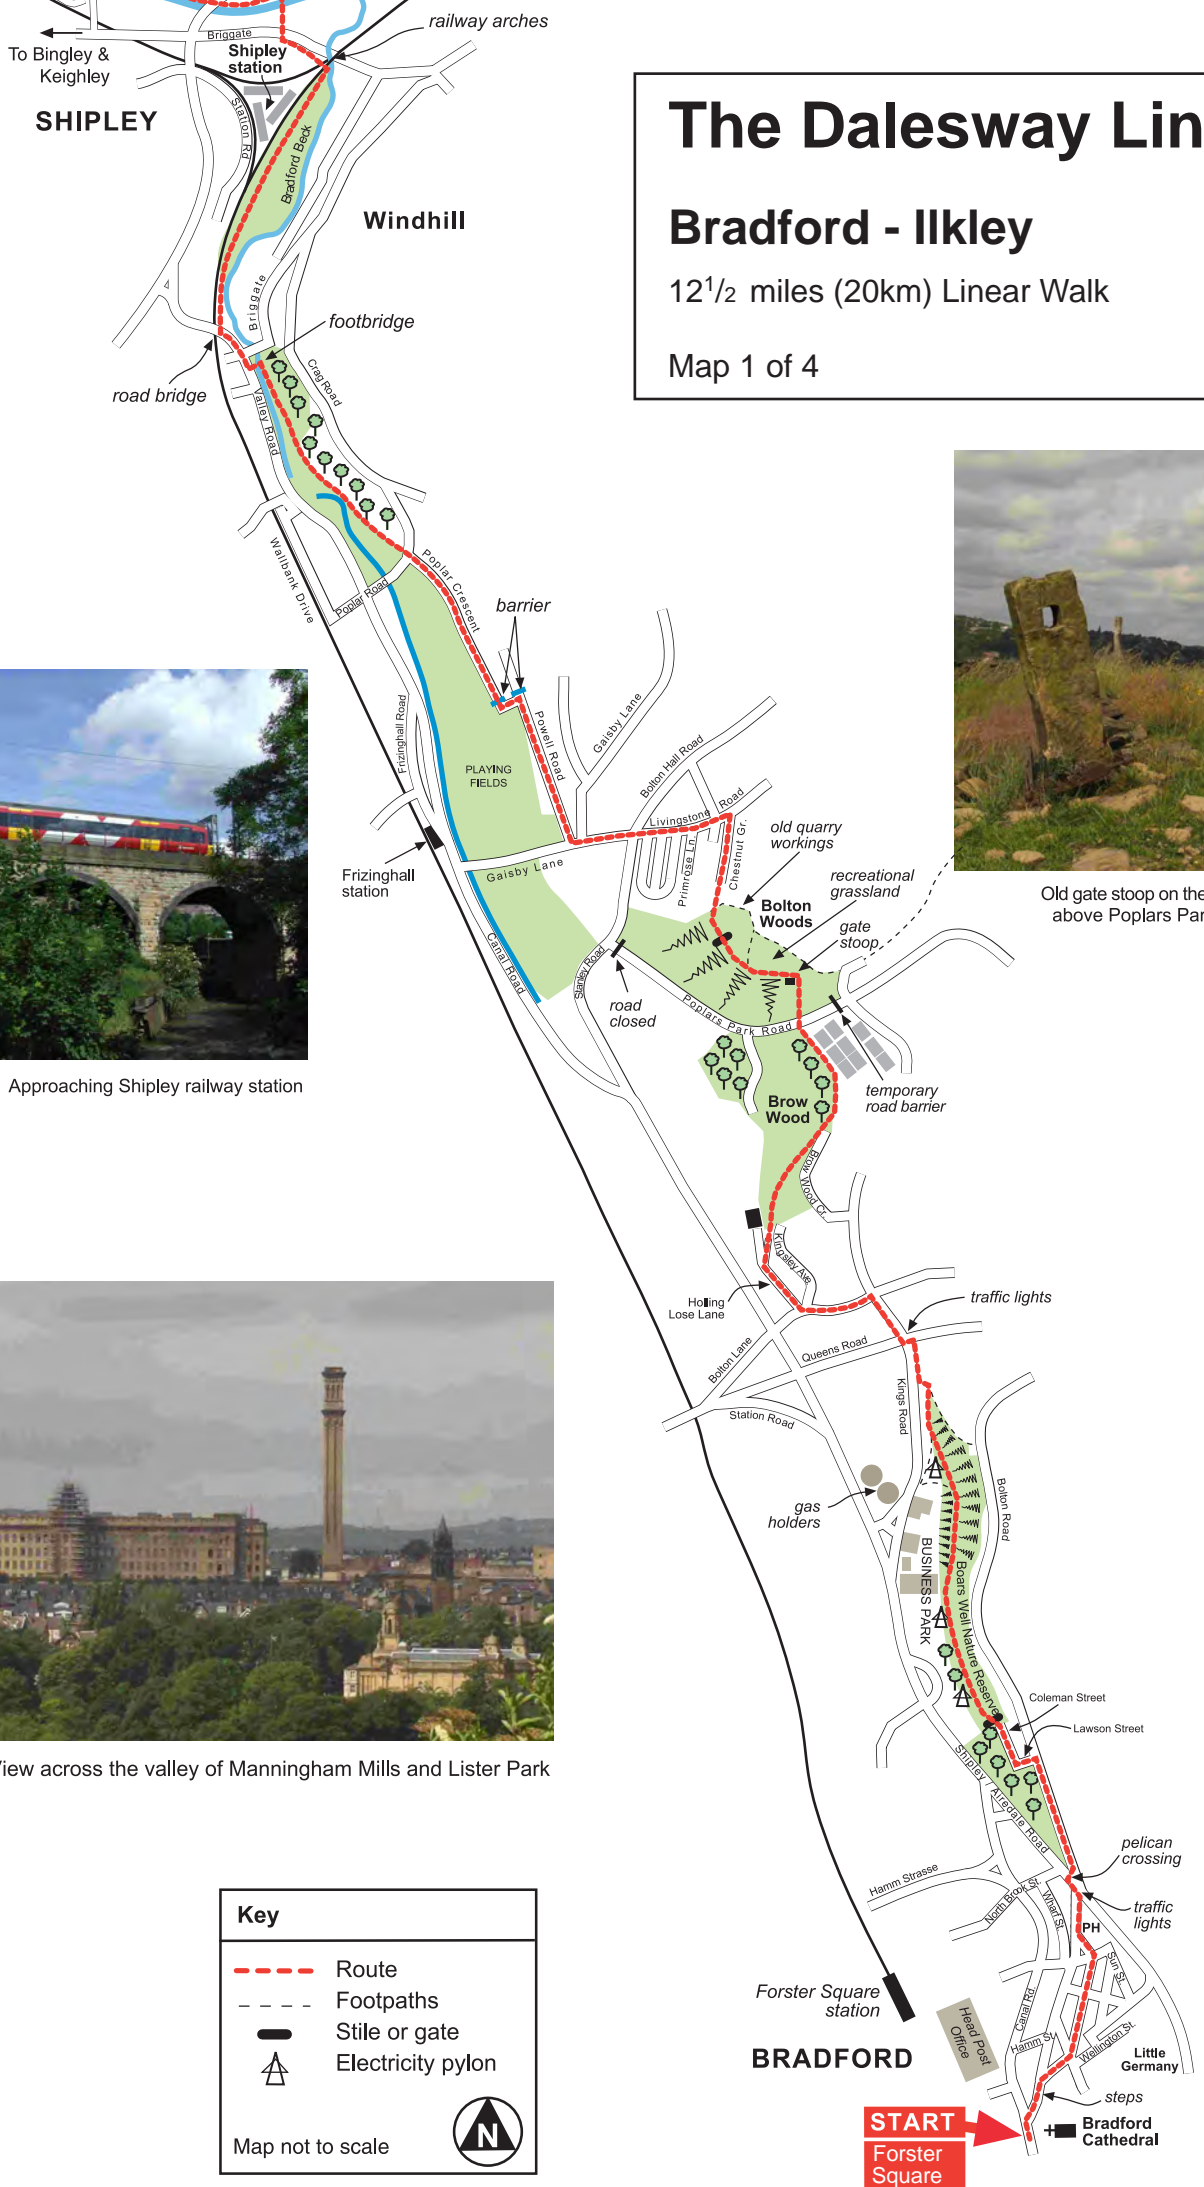 railway arches
Briggate
To Bingley &
Keighley
Shipley
station
SHIPLEY
Station Rd
Bradford Beck
Windhill
The Dalesway Lin
Bradford - Ilkley
12 1/2 miles (20km) Linear Walk
Map 1 of 4
Briggate
footbridge
road bridge
Crag Road
Valley Road
Wallbank Drive
Poplar Road
Poplar Crescent
barrier
Powell Road
Gaisby Lane
Frizinghall Road
PLAYING
FIELDS
Bolton Hall Road
Livingstone Road
Gaisby Lane
Primrose Ln.
Chestnut Gr.
old quarry
workings
Frizinghall
station
recreational
grassland
Bolton
Woods
gate
stoop
Old gate stoop on the
above Poplars Par
Canal Road
Stanley Road
road
closed
Poplars Park Road
temporary
road barrier
Approaching Shipley railway station
Brow
Wood
Brow Wood Cr.
Kingsley Ave
Holling
Lose Lane
traffic lights
Bolton Lane
Queens Road
Station Road
Kings Road
Bolton Road
gas
holders
BUSINESS PARK
Boars Well Nature Reserve
Coleman Street
Lawson Street
View across the valley of Manningham Mills and Lister Park
Shipley / Airedale Road
pelican
crossing
Hamm Strasse
North Brook St.
Wharf St.
traffic
lights
PH
Sun St.
Key
Route
Footpaths
Stile or gate
Electricity pylon
Map not to scale
N
Forster Square
station
Canal Rd.
Head Post
Office
Hamm St.
Wellington St.
Little
Germany
BRADFORD
steps
START
Forster
Square
Bradford
Cathedral